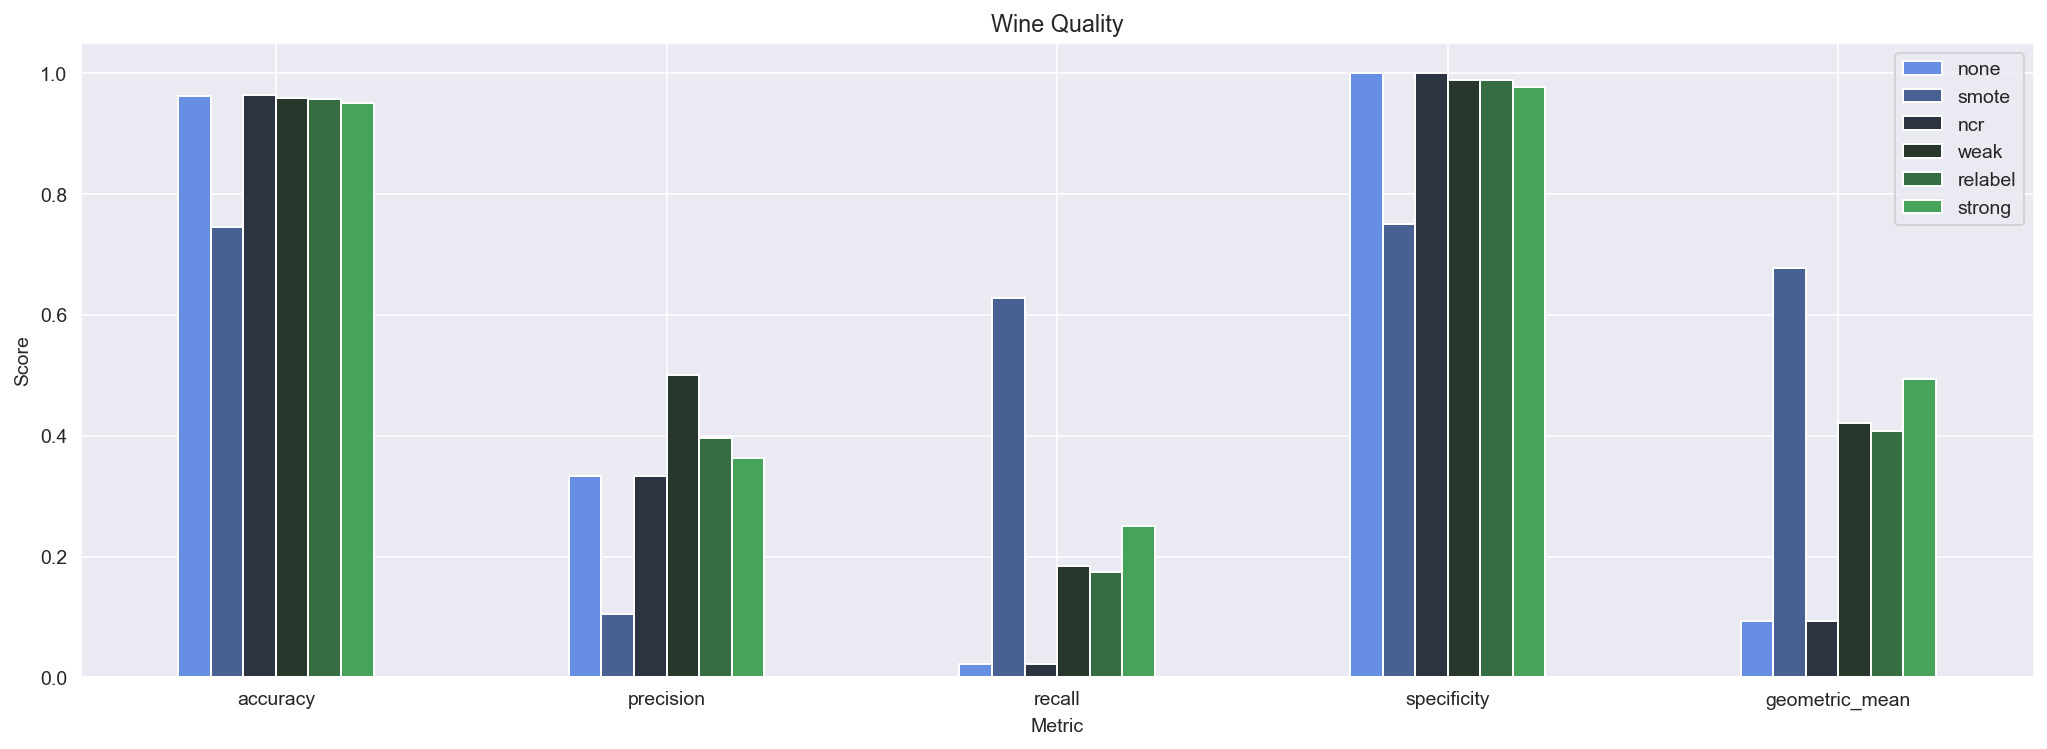 Wine Quality
1.0
0.8
0.6
0.4
0.2
0.0
Score
none
smote
ncr
weak
relabel
strong
accuracy
precision
recall
specificity
geometric_mean
Metric